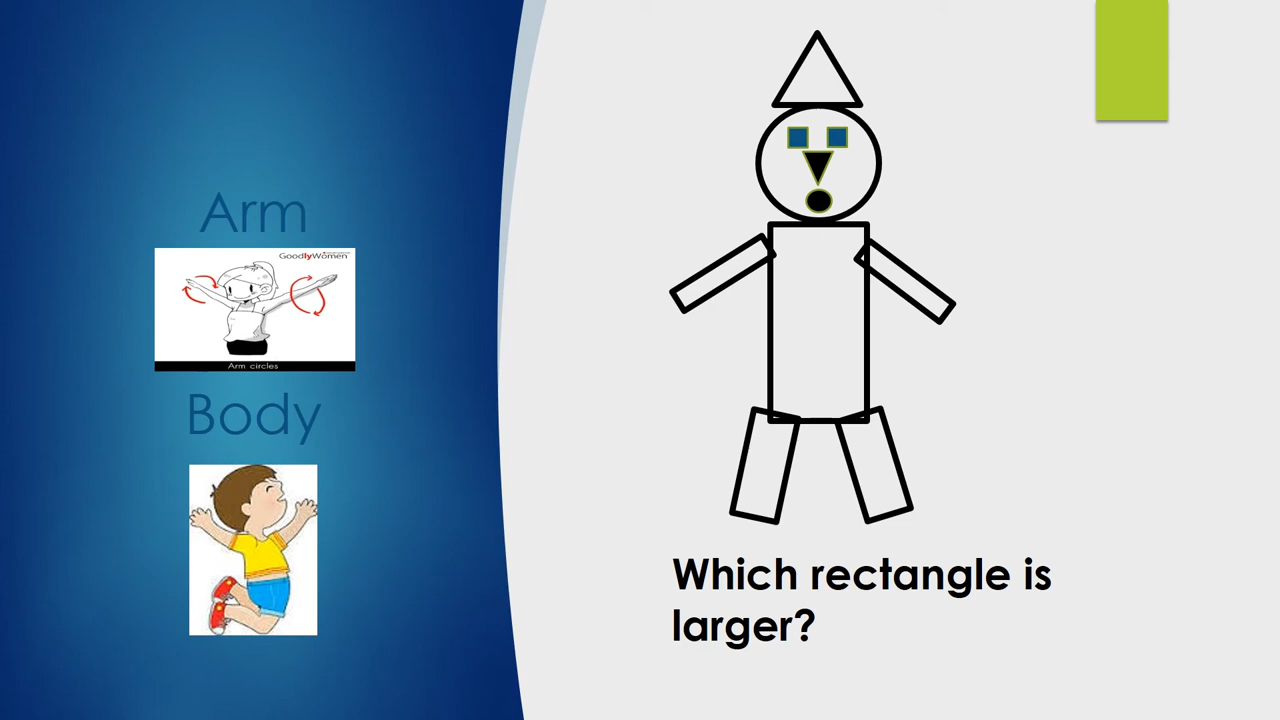 Arm
GoodlyWomen
Arm circles
Body
Which rectangle is
larger?